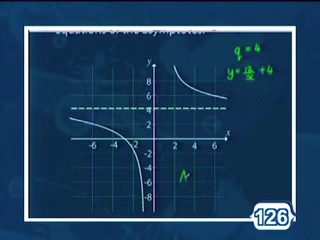 equations of the asymptotes.
q = 4
y = 12/x + 4
y
8
6
4
2
x
-6 -4 -2 2 4 6
-2
-4
-6
-8
A
126